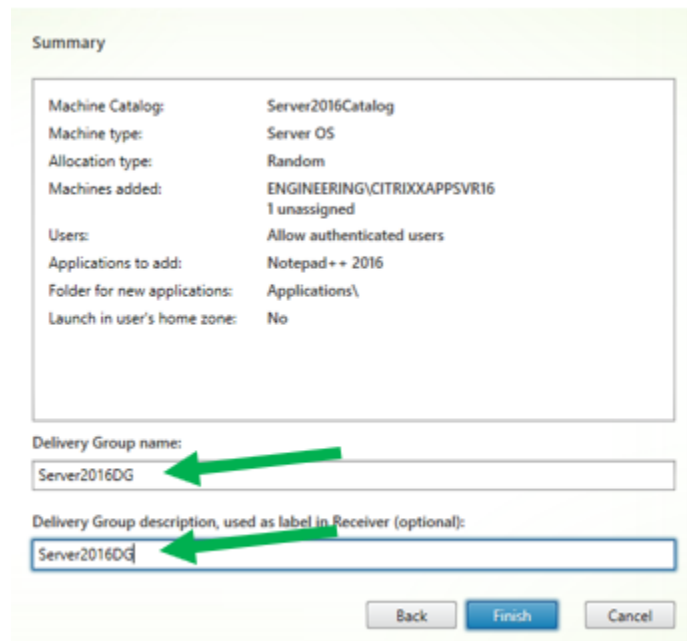 Summary
Machine Catalog: Server2016Catalog
Machine type: Server OS
Allocation type: Random
Machines added: ENGINEERING\CITRIXXAPPSVR16
1 unassigned
Users: Allow authenticated users
Applications to add: Notepad++ 2016
Folder for new applications: Applications\
Launch in user's home zone: No
Delivery Group name:
Server2016DG
Delivery Group description, used as label in Receiver (optional):
Server2016DG
Back Finish Cancel